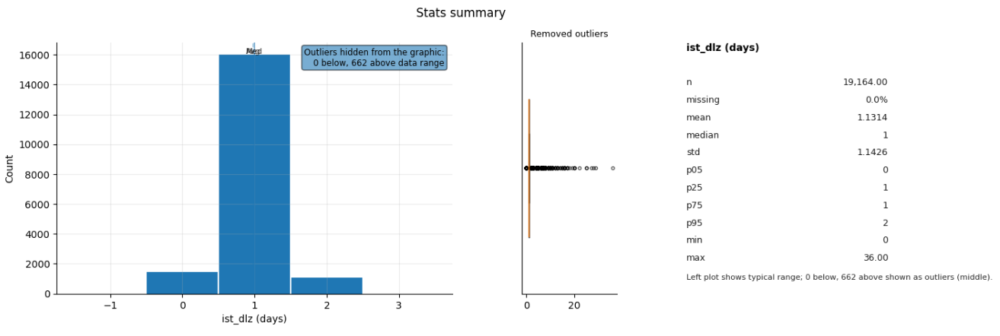 Stats summary
Outliers hidden from the graphic:
0 below, 662 above data range
Count
16000
14000
12000
10000
8000
6000
4000
2000
0
−1
0
1
2
3
ist_dlz (days)
Removed outliers
0
20
ist_dlz (days)
n 19,164.00
missing 0.0%
mean 1.1314
median 1
std 1.1426
p05 0
p25 1
p75 1
p95 2
min 0
max 36.00
Left plot shows typical range; 0 below, 662 above shown as outliers (middle).